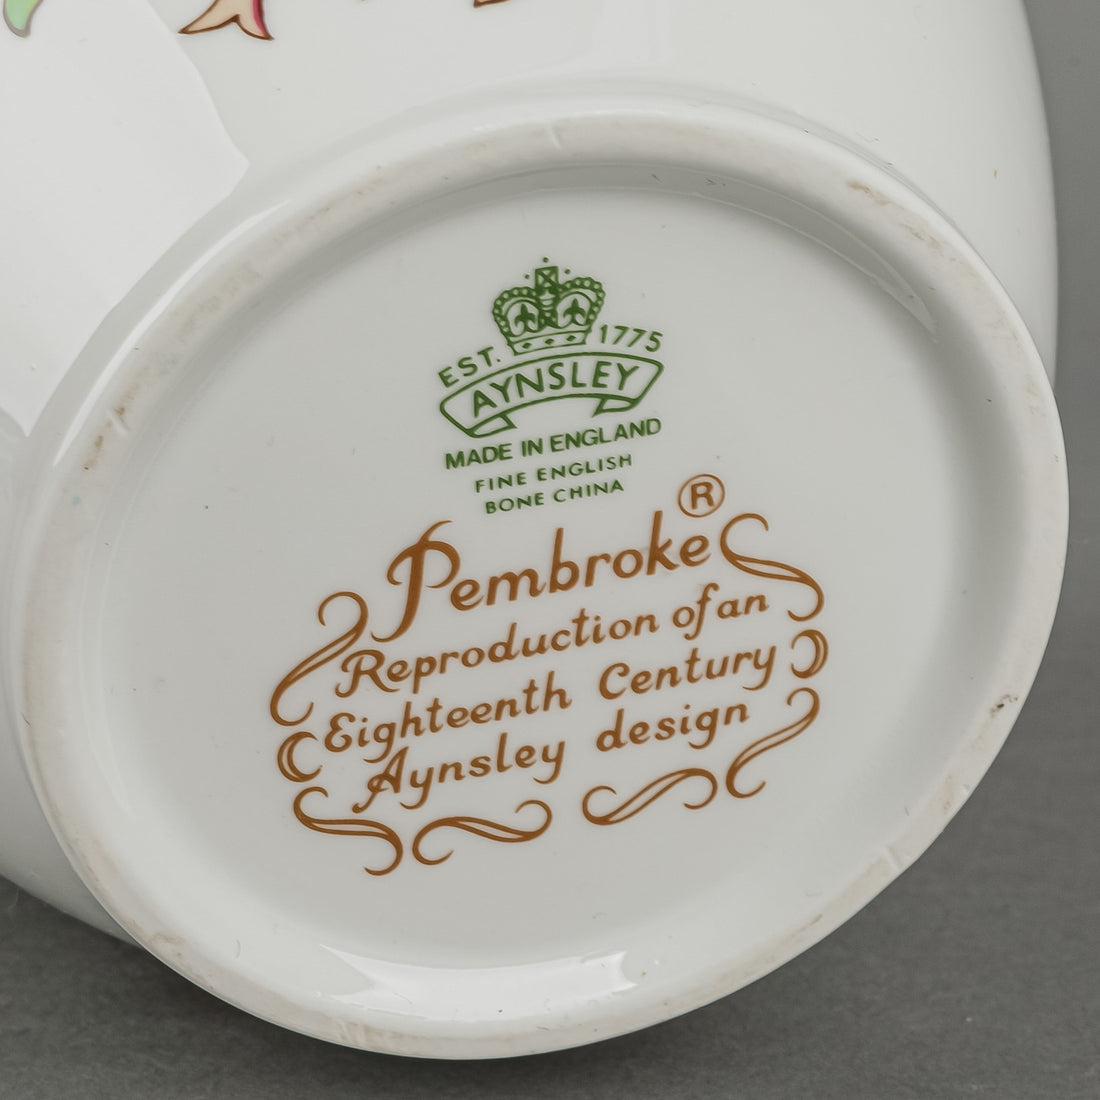 EST. 1775
AYNSLEY
MADE IN ENGLAND
FINE ENGLISH
BONE CHINA
Pembroke ®
Reproduction of an
Eighteenth Century
Aynsley design